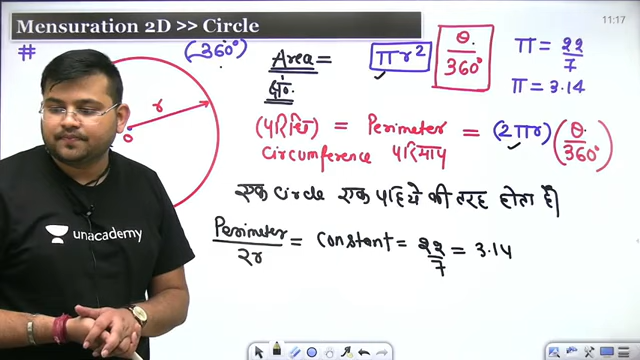 Mensuration 2D >> Circle
11:17
# (360°) Area = πr² θ/360° π = 22/7
क्षे० π = 3.14
r
o
(परिधि) = Perimeter = (2πr) (θ/360°)
Circumference परिमाप
एक circle एक पहिये की तरह होता है।
Perimeter/2r = Constant = 22/7 = 3.14
unacademy